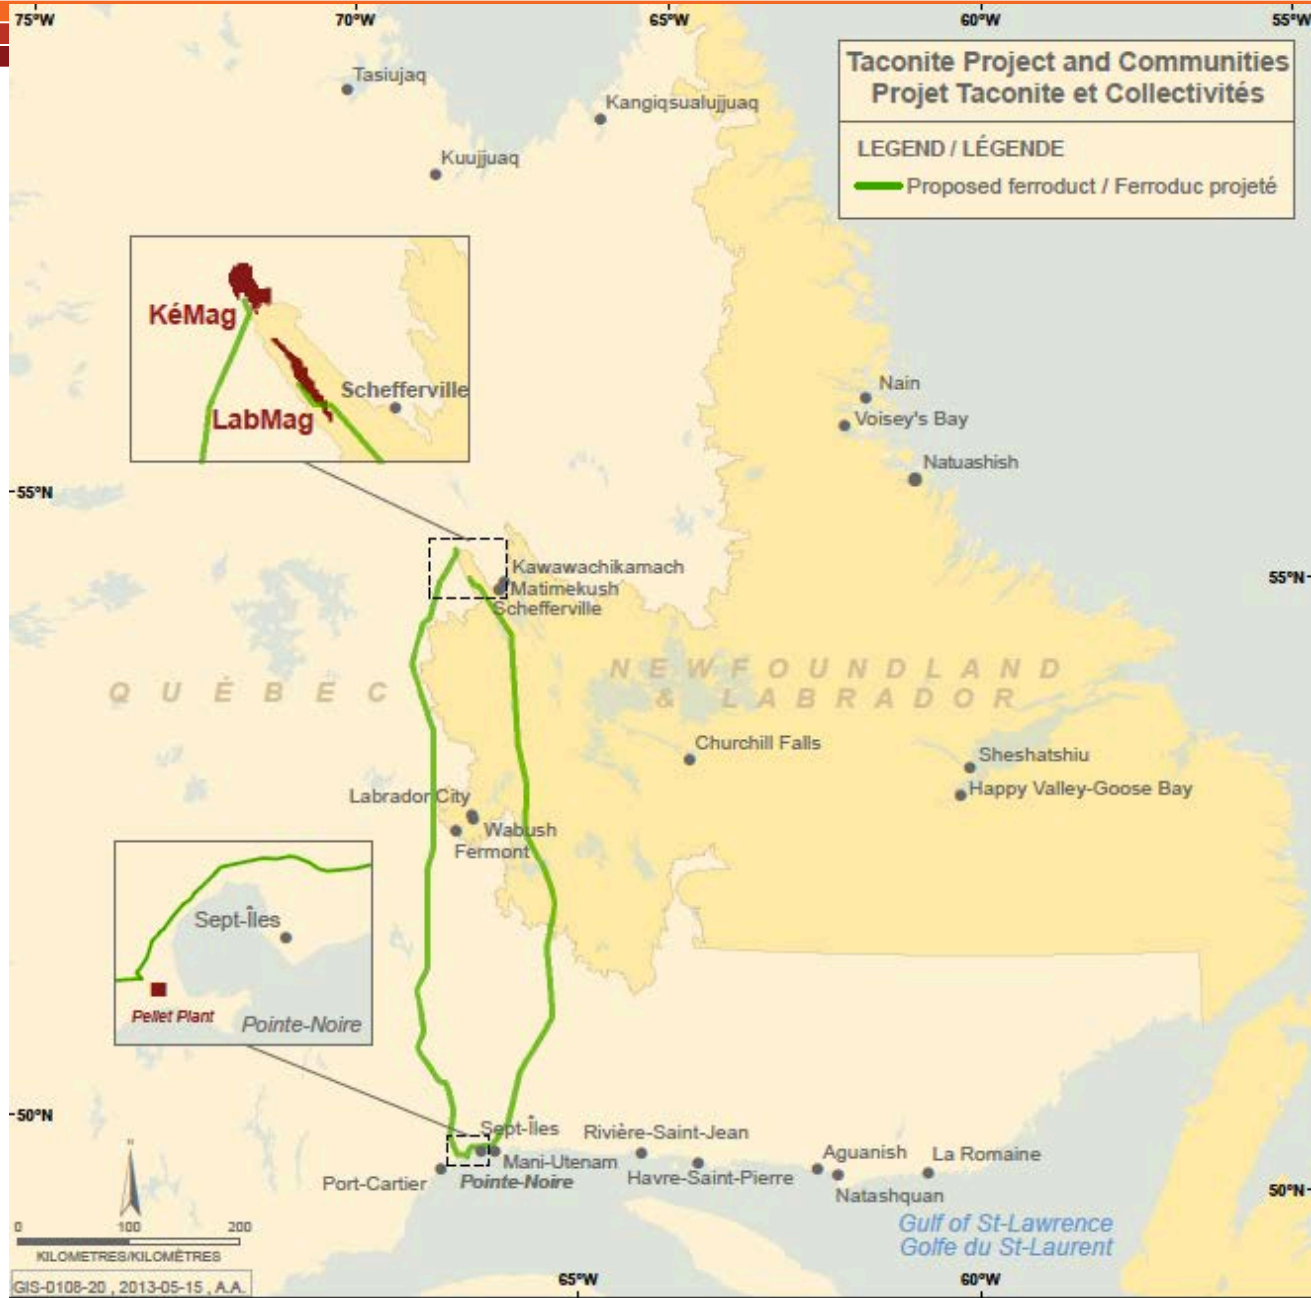 75°W
70°W
65°W
60°W
55°W
Taconite Project and Communities
Projet Taconite et Collectivités
LEGEND / LÉGENDE
Proposed ferroduct / Ferroduc projeté
Tasiujaq
Kangiqsualujjuaq
Kuujjuaq
KéMag
Schefferville
LabMag
Nain
Voisey's Bay
Natuashish
55°N
Kawawachikamach
55°N
Matimekush
Schefferville
QUÉBEC
NEWFOUNDLAND
& LABRADOR
Churchill Falls
Sheshatshiu
Happy Valley-Goose Bay
Labrador City
Wabush
Fermont
Sept-Îles
Pellet Plant
Pointe-Noire
50°N
N
Sept-Îles
Rivière-Saint-Jean
Aguanish
La Romaine
Mani-Utenam
Port-Cartier
Pointe-Noire
Havre-Saint-Pierre
Natashquan
50°N
0 100 200
KILOMETRES/KILOMÈTRES
Gulf of St-Lawrence
Golfe du St-Laurent
GIS-0108-20 , 2013-05-15 , A.A.
65°W
60°W